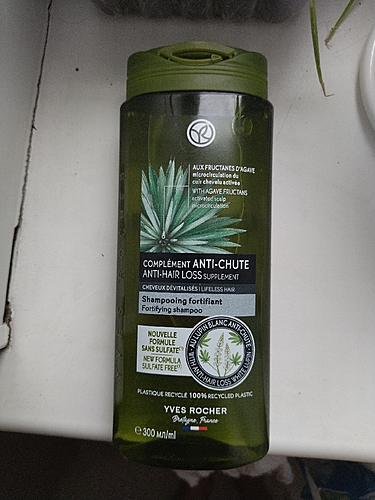 AUX FRUCTANES D'AGAVE
microcirculation du
cuir chevelu activée
WITH AGAVE FRUCTANS
activated scalp
microcirculation
COMPLÉMENT ANTI-CHUTE
ANTI-HAIR LOSS SUPPLEMENT
CHEVEUX DÉVITALISÉS | LIFELESS HAIR
Shampooing fortifiant
Fortifying shampoo
NOUVELLE
FORMULE
SANS SULFATE
NEW FORMULA
SULFATE FREE
AU LUPIN BLANC ANTI-CHUTE
WITH ANTI-HAIR LOSS WHITE LUPIN
PLASTIQUE RECYCLÉ 100% RECYCLED PLASTIC
YVES ROCHER
Bretagne, France
℮ 300 мл/ml